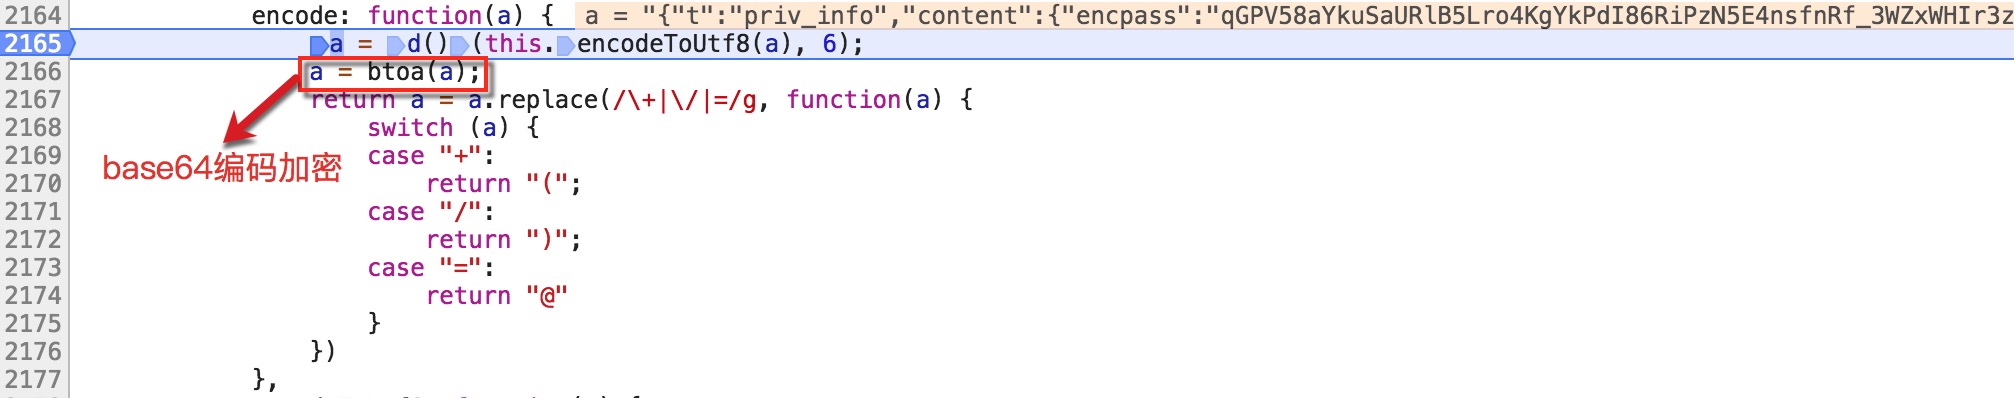 2164 encode: function(a) { a = "{"t":"priv_info","content":{"encpass":"qGPV58aYkuSaURlB5Lro4KgYkPdI86RiPzN5E4nsfnRf_3WZxWHIr3z
2165 a = d() (this. encodeToUtf8(a), 6);
2166 a = btoa(a);
2167 return a = a.replace(/\+|\/|=/g, function(a) {
2168 switch (a) {
base64编码加密
2169 case "+":
2170 return "(";
2171 case "/":
2172 return ")";
2173 case "=":
2174 return "@"
2175 }
2176 })
2177 },